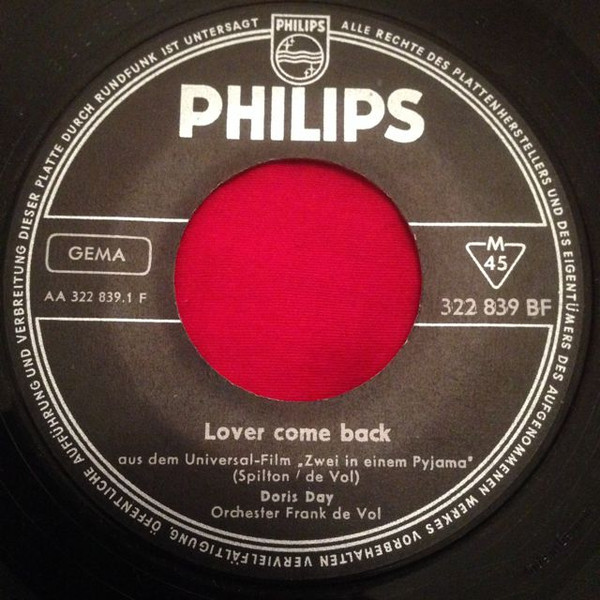 PHILIPS
ALLE RECHTE DES PLATTENHERSTELLERS UND DES EIGENTÜMERS DES AUFGENOMMENEN WERKES VORBEHALTEN VERVIELFÄLTIGUNG, ÖFFENTLICHE AUFFÜHRUNG UND VERBREITUNG DIESER PLATTE DURCH RUNDFUNK IST UNTERSAGT
PHILIPS
GEMA
M
45
AA 322 839.1 F
322 839 BF
Lover come back
aus dem Universal-Film „Zwei in einem Pyjama"
(Spilton / de Vol)
Doris Day
Orchester Frank de Vol